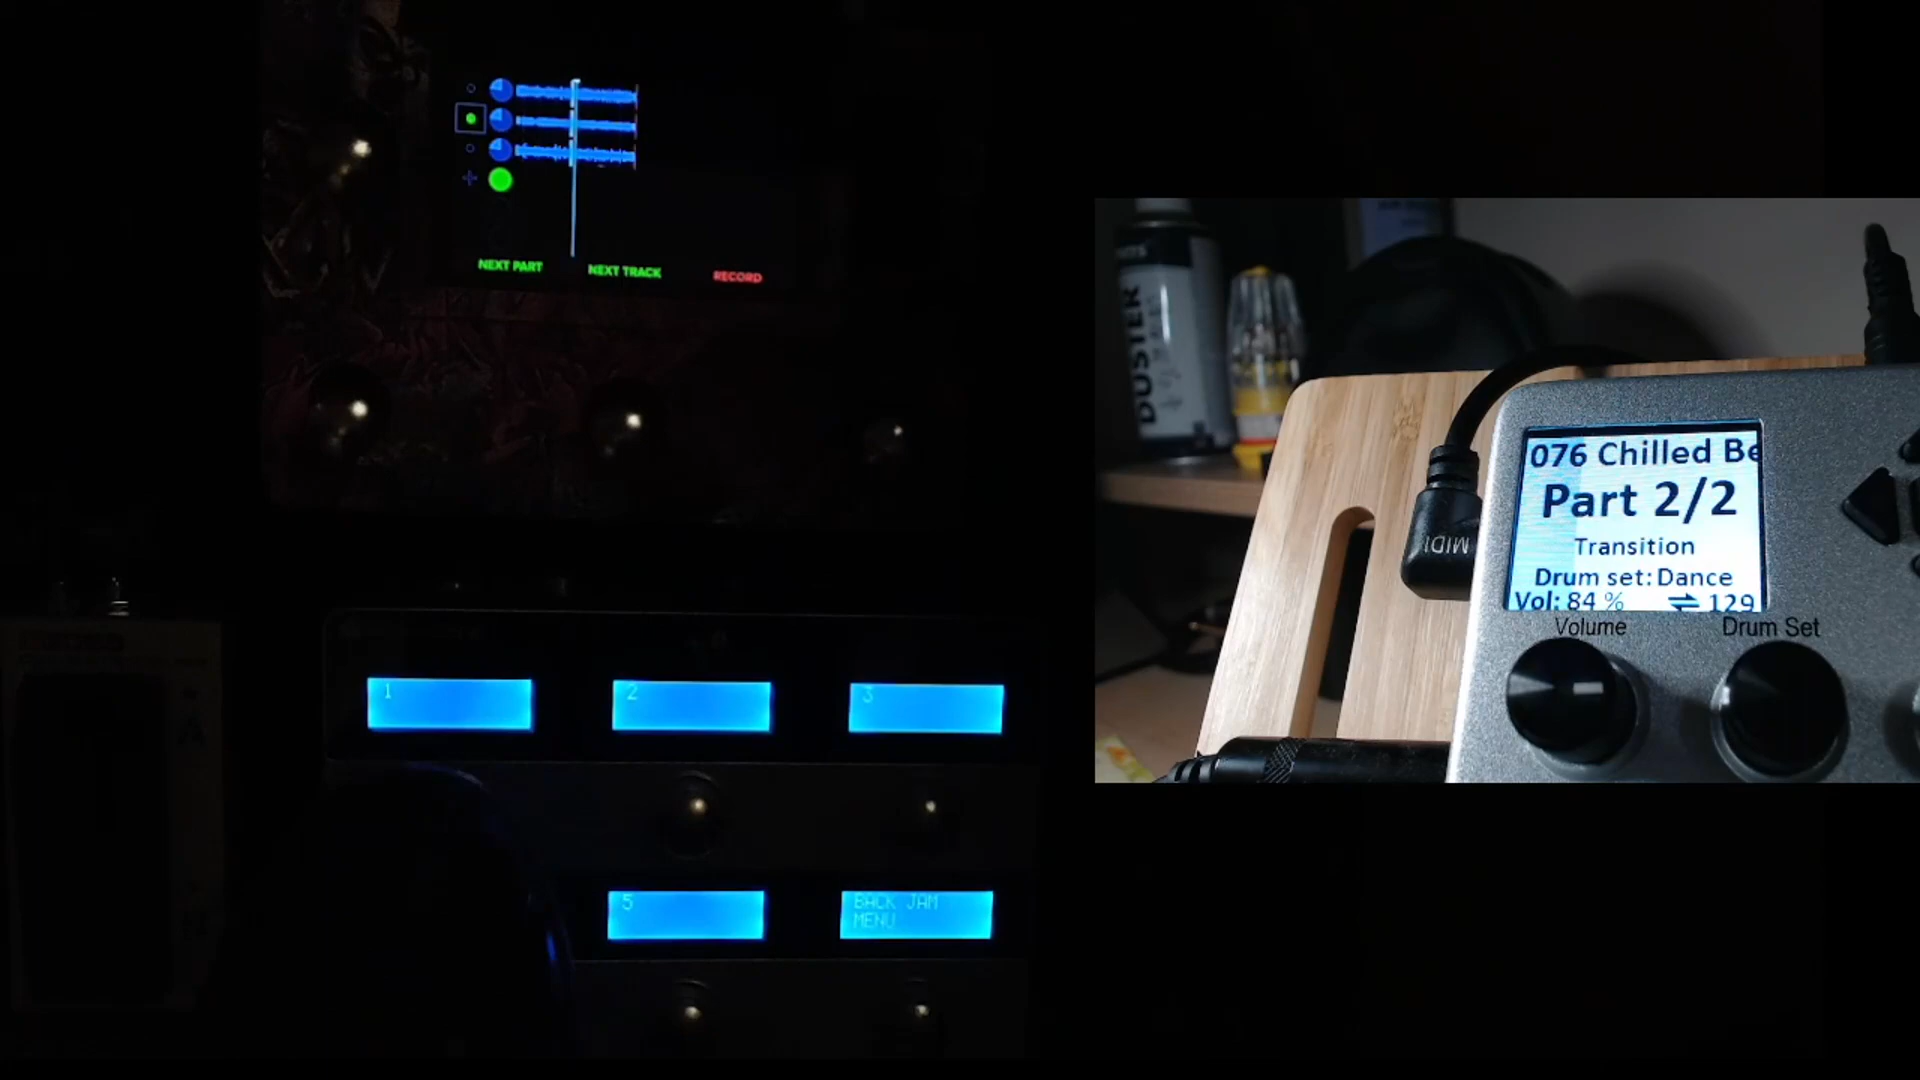 NEXT PART
NEXT TRACK
RECORD
1
2
3
5
BACK JAM
MENU
DUSTER
MIDI
076 Chilled Be
Part 2/2
Transition
Drum set: Dance
Vol: 84 %
129
Volume
Drum Set